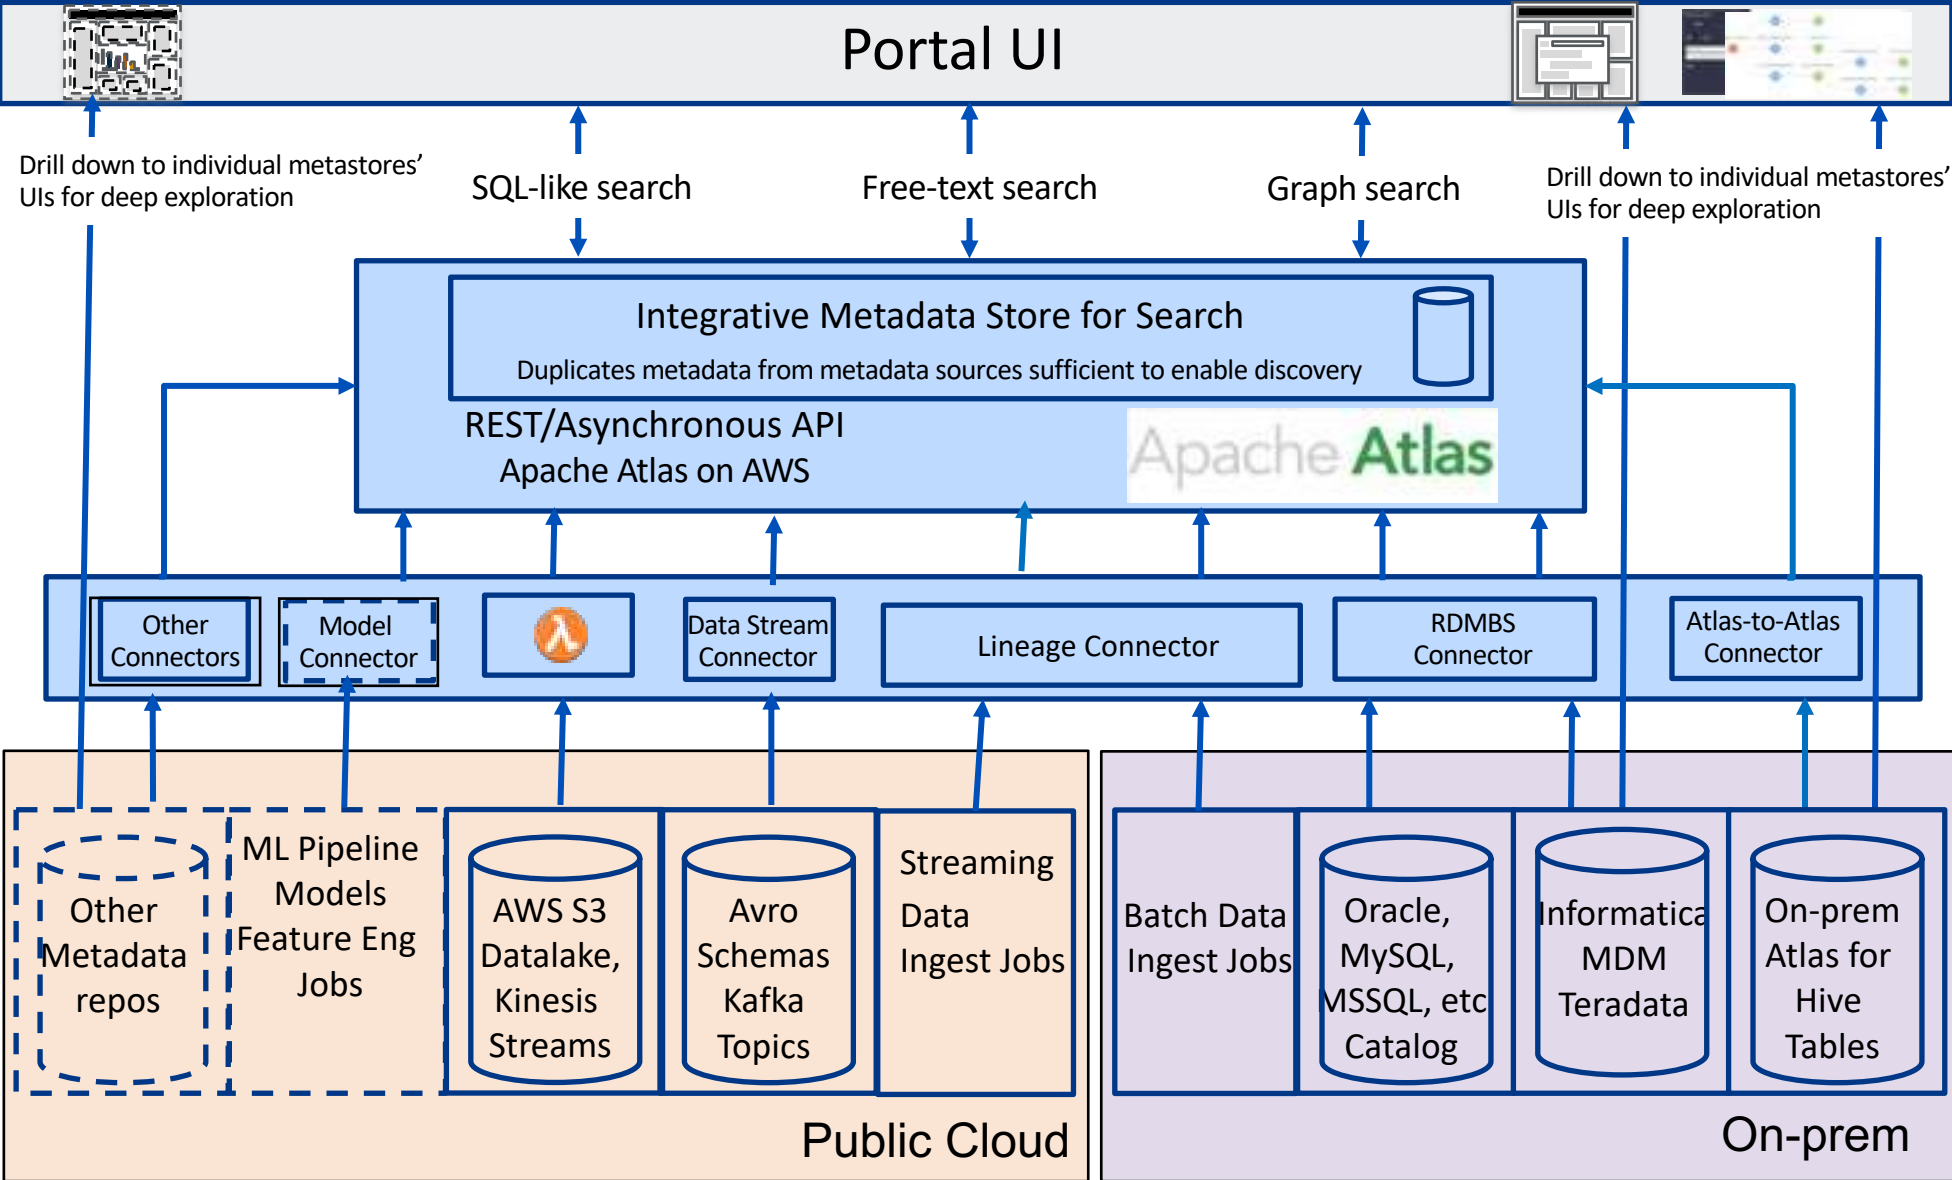 Portal UI
Drill down to individual metastores’
UIs for deep exploration
SQL-like search
Free-text search
Graph search
Drill down to individual metastores’
UIs for deep exploration
Integrative Metadata Store for Search
Duplicates metadata from metadata sources sufficient to enable discovery
REST/Asynchronous API
Apache Atlas on AWS
Apache Atlas
Other
Connectors
Model
Connector
λ
Data Stream
Connector
Lineage Connector
RDMBS
Connector
Atlas-to-Atlas
Connector
Other
Metadata
repos
ML Pipeline
Models
Feature Eng
Jobs
AWS S3
Datalake,
Kinesis
Streams
Avro
Schemas
Kafka
Topics
Streaming
Data
Ingest Jobs
Batch Data
Ingest Jobs
Oracle,
MySQL,
MSSQL, etc
Catalog
Informatica
MDM
Teradata
On-prem
Atlas for
Hive
Tables
Public Cloud
On-prem